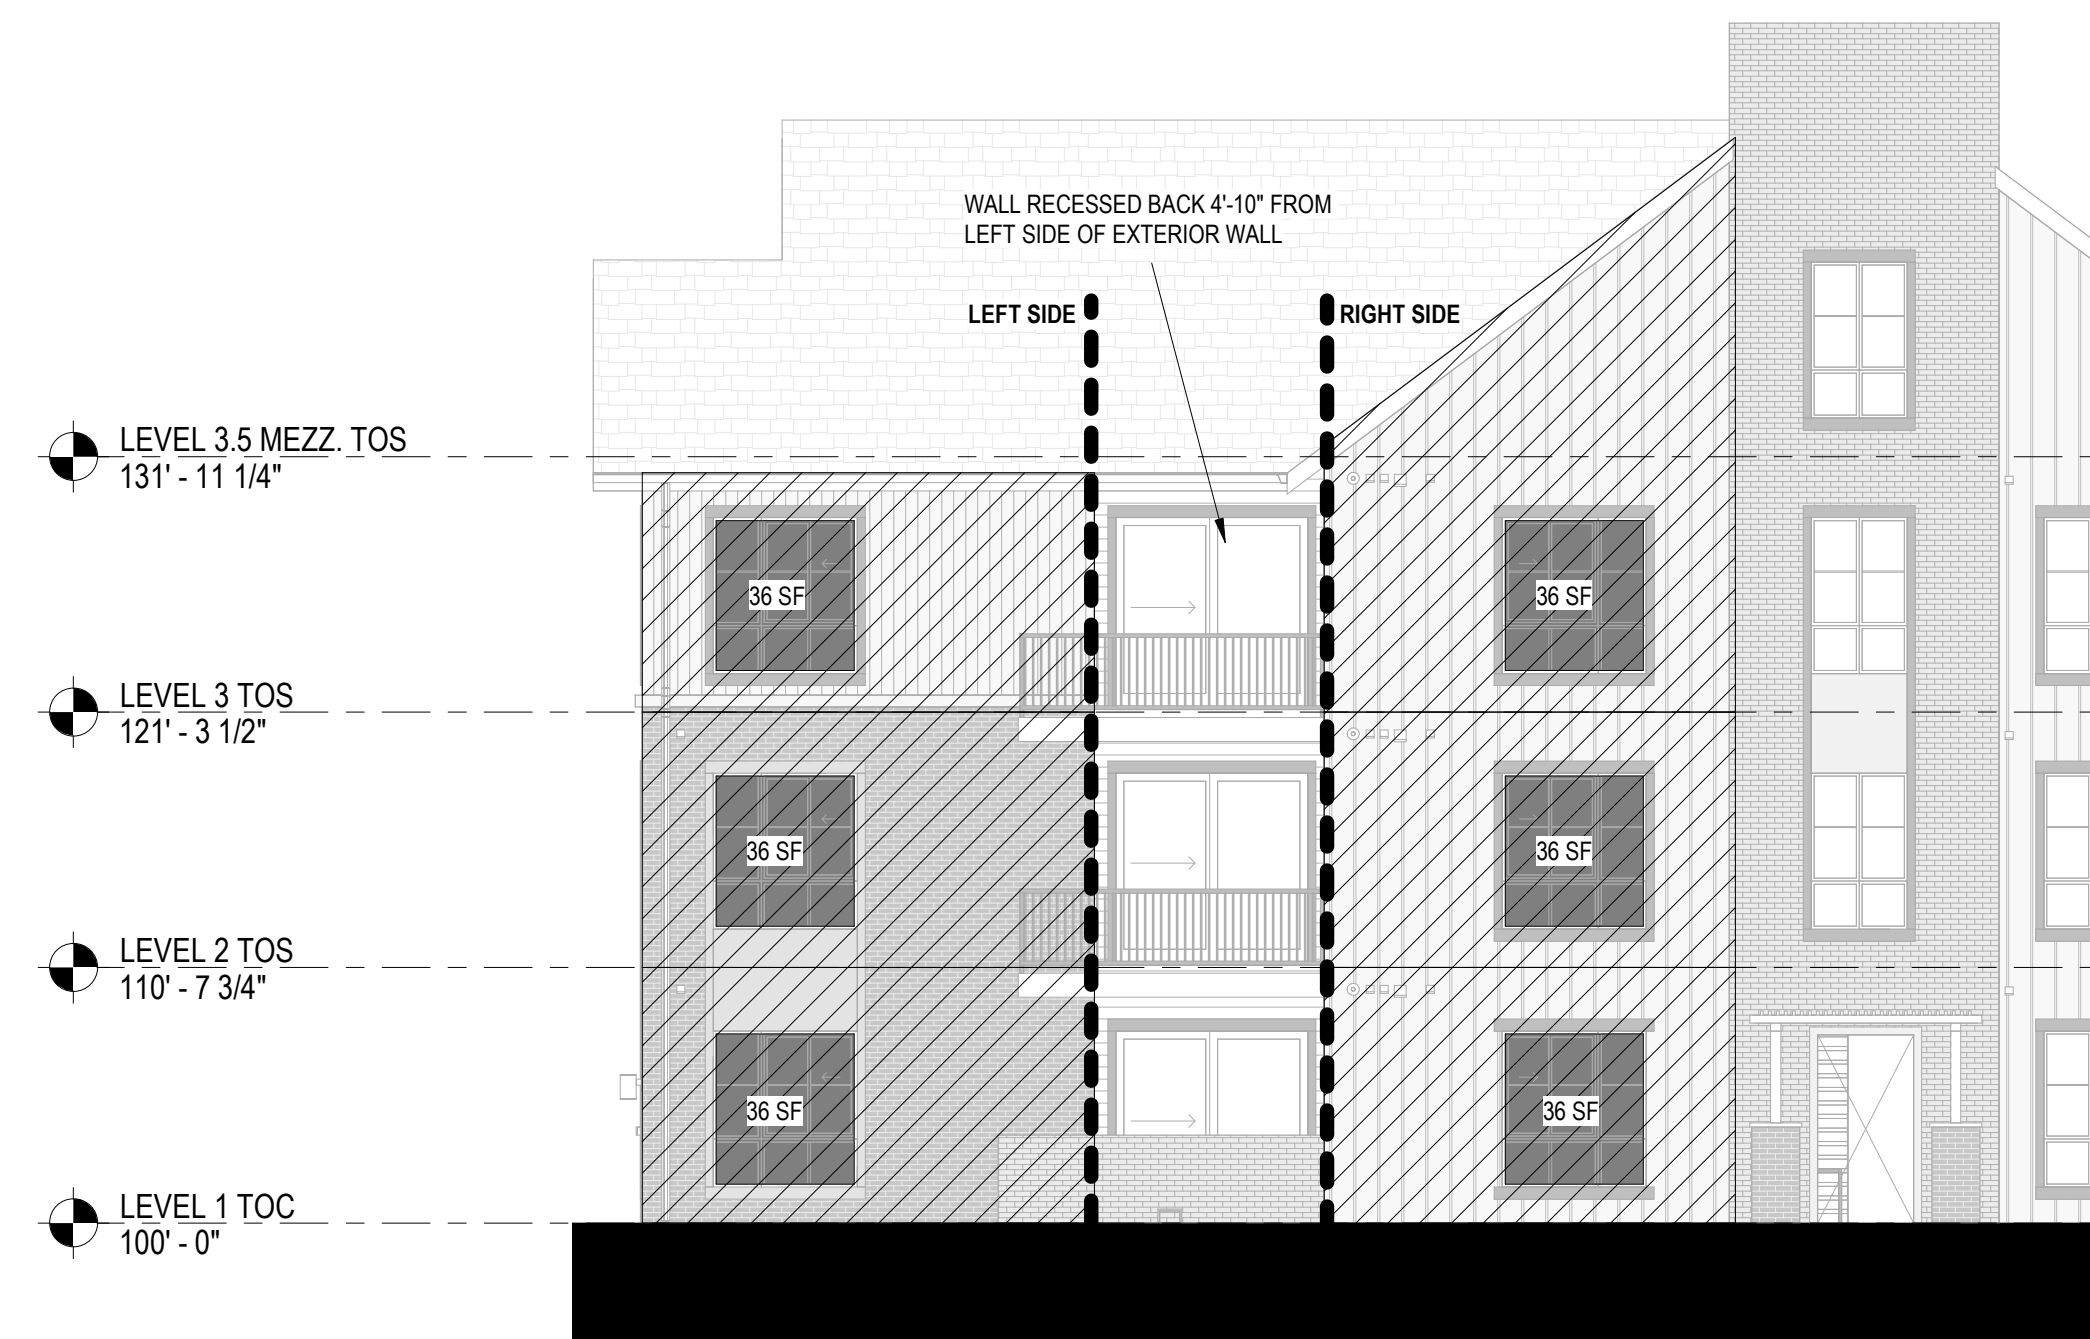 WALL RECESSED BACK 4'-10" FROM
LEFT SIDE OF EXTERIOR WALL
LEFT SIDE
RIGHT SIDE
LEVEL 3.5 MEZZ. TOS
131' - 11 1/4"
36 SF
36 SF
LEVEL 3 TOS
121' - 3 1/2"
36 SF
36 SF
LEVEL 2 TOS
110' - 7 3/4"
36 SF
36 SF
LEVEL 1 TOC
100' - 0"